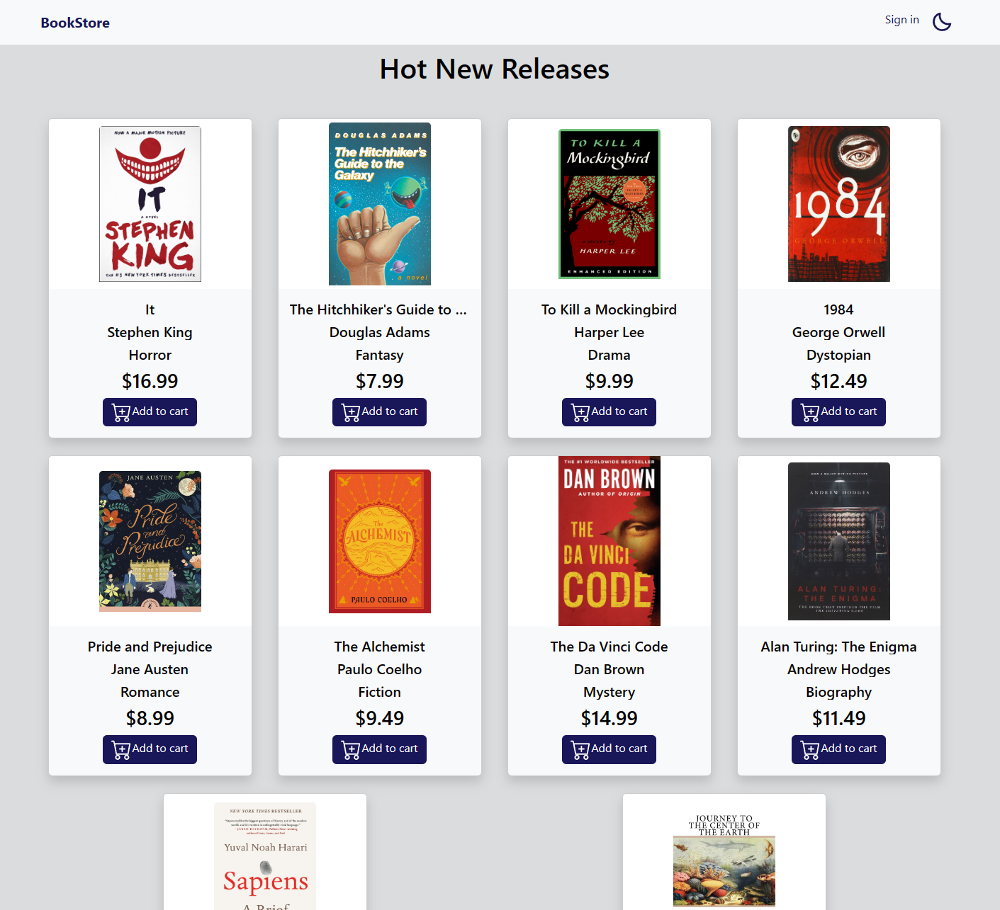 BookStore
Sign in
Hot New Releases
NOW A MAJOR MOTION PICTURE
IT
A NOVEL
STEPHEN
KING
THE #1 NEW YORK TIMES BESTSELLER
It
Stephen King
Horror
$16.99
Add to cart
DOUGLAS ADAMS
The Hitchhiker's
Guide to the
Galaxy
a novel
The Hitchhiker's Guide to ...
Douglas Adams
Fantasy
$7.99
Add to cart
TO KILL A
Mockingbird
HARPER LEE
ENHANCED EDITION
To Kill a Mockingbird
Harper Lee
Drama
$9.99
Add to cart
FP
1984
GEORGE ORWELL
1984
George Orwell
Dystopian
$12.49
Add to cart
JANE AUSTEN
Pride
and
Prejudice
Pride and Prejudice
Jane Austen
Romance
$8.99
Add to cart
The
ALCHEMIST
PAULO COELHO
The Alchemist
Paulo Coelho
Fiction
$9.49
Add to cart
THE #1 WORLDWIDE BESTSELLER
DAN BROWN
AUTHOR OF ORIGIN
THE
DA VINCI
CODE
The Da Vinci Code
Dan Brown
Mystery
$14.99
Add to cart
NOW A MAJOR MOTION PICTURE
ANDREW HODGES
ALAN TURING:
THE ENIGMA
THE BOOK THAT INSPIRED THE FILM
THE IMITATION GAME
Alan Turing: The Enigma
Andrew Hodges
Biography
$11.49
Add to cart
NEW YORK TIMES BESTSELLER
Yuval Noah Harari
Sapiens
A Brief
JOURNEY TO
THE CENTER OF
THE EARTH